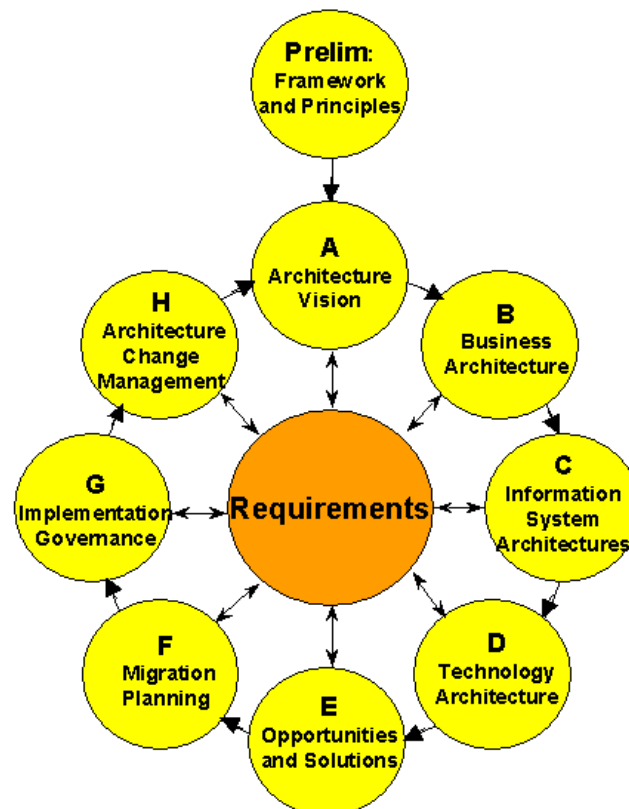 Prelim:
Framework
and Principles
A
Architecture
Vision
B
Business
Architecture
C
Information
System
Architectures
D
Technology
Architecture
E
Opportunities
and Solutions
F
Migration
Planning
G
Implementation
Governance
H
Architecture
Change
Management
Requirements